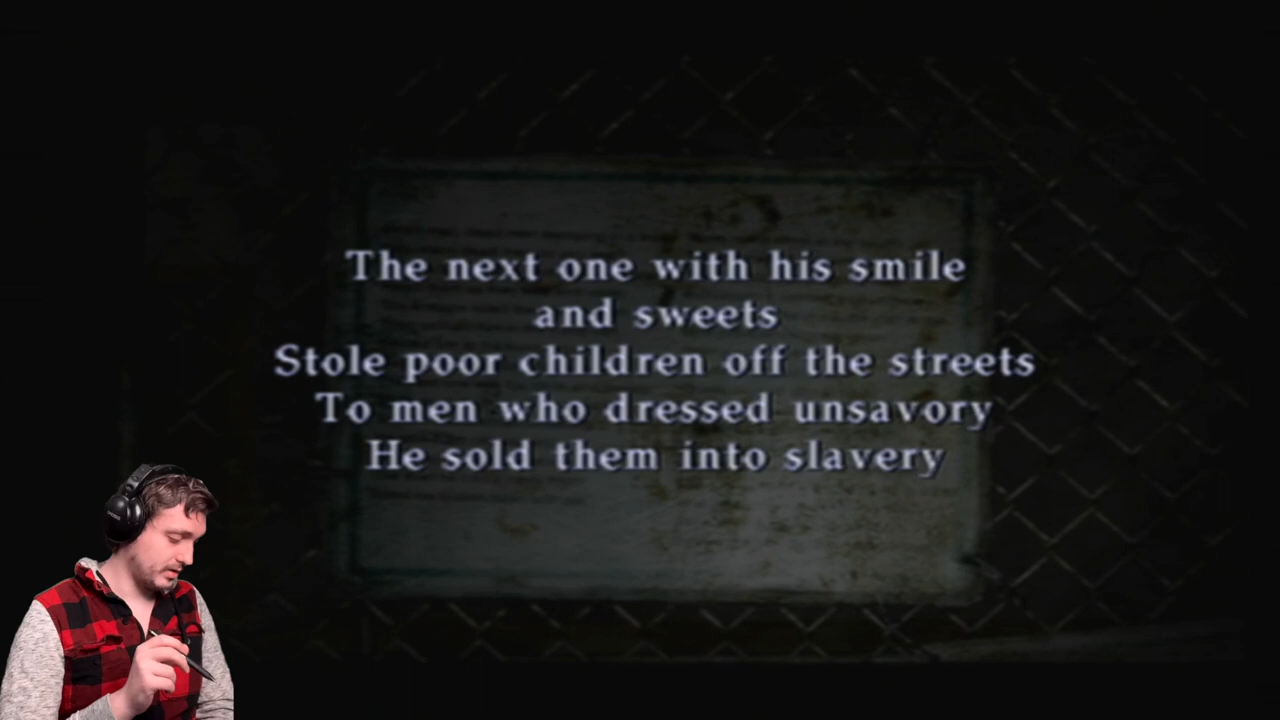 The next one with his smile
and sweets
Stole poor children off the streets
To men who dressed unsavory
He sold them into slavery